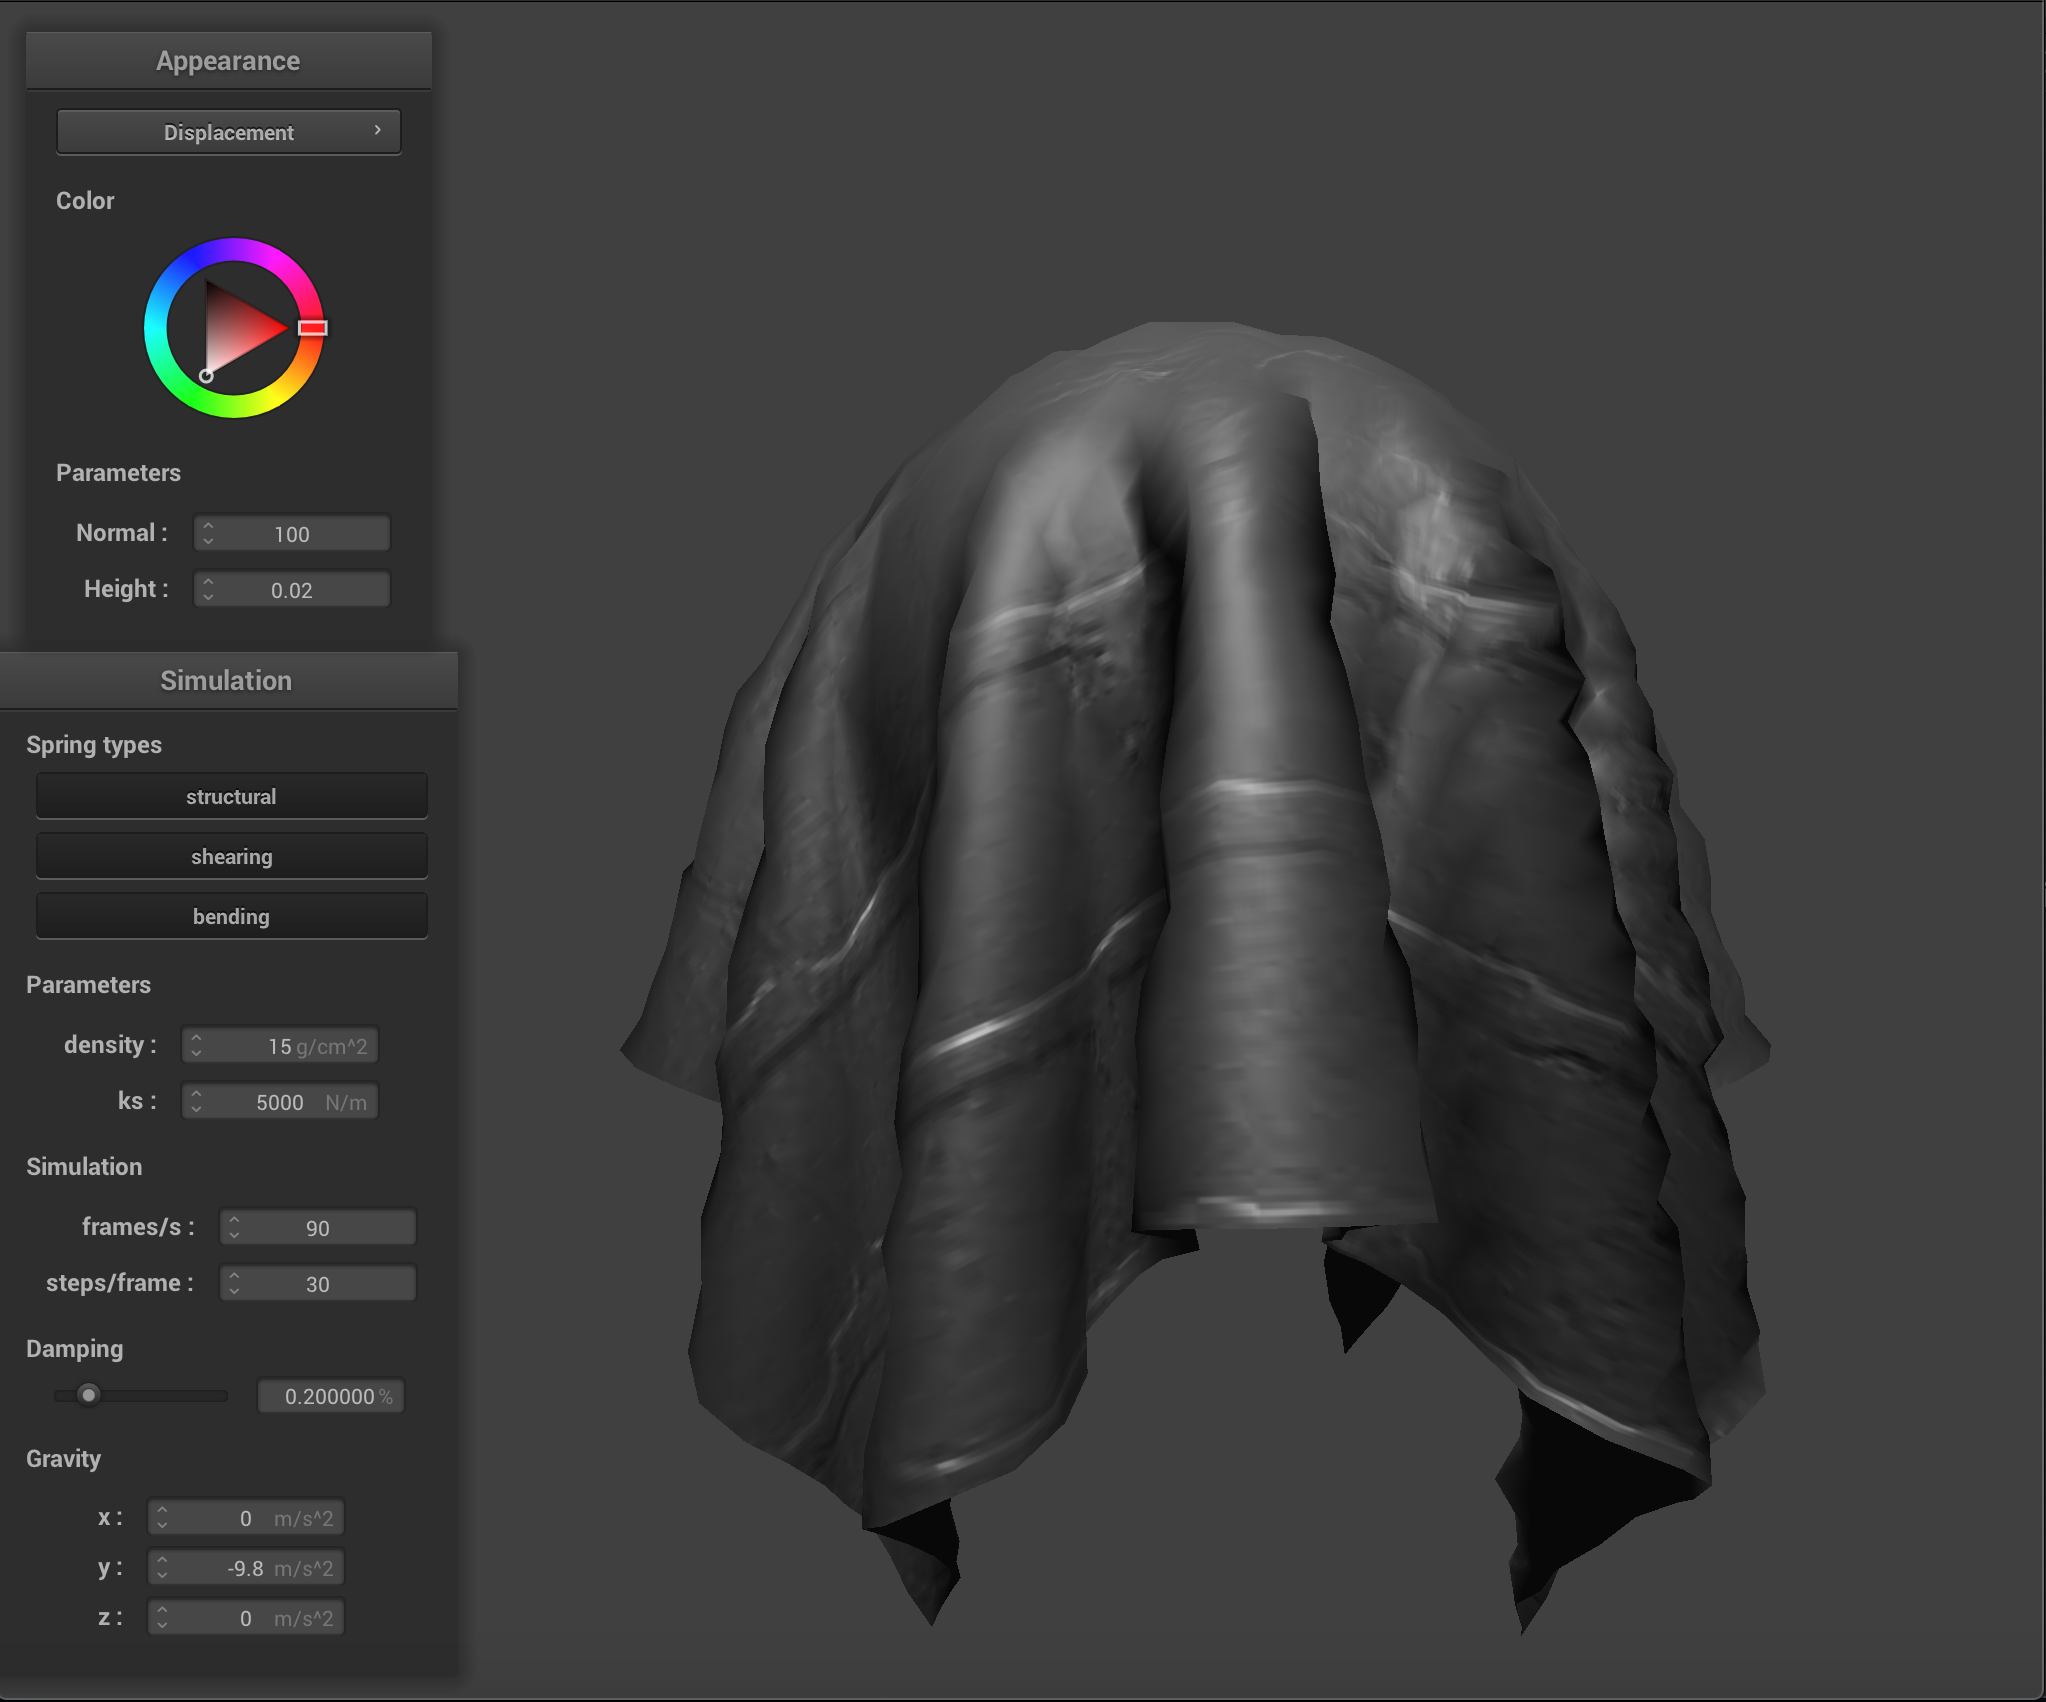 Appearance
Displacement
Color
Parameters
Normal : 100
Height : 0.02
Simulation
Spring types
structural
shearing
bending
Parameters
density : 15 g/cm^2
ks : 5000 N/m
Simulation
frames/s : 90
steps/frame : 30
Damping
0.200000 %
Gravity
x : 0 m/s^2
y : -9.8 m/s^2
z : 0 m/s^2